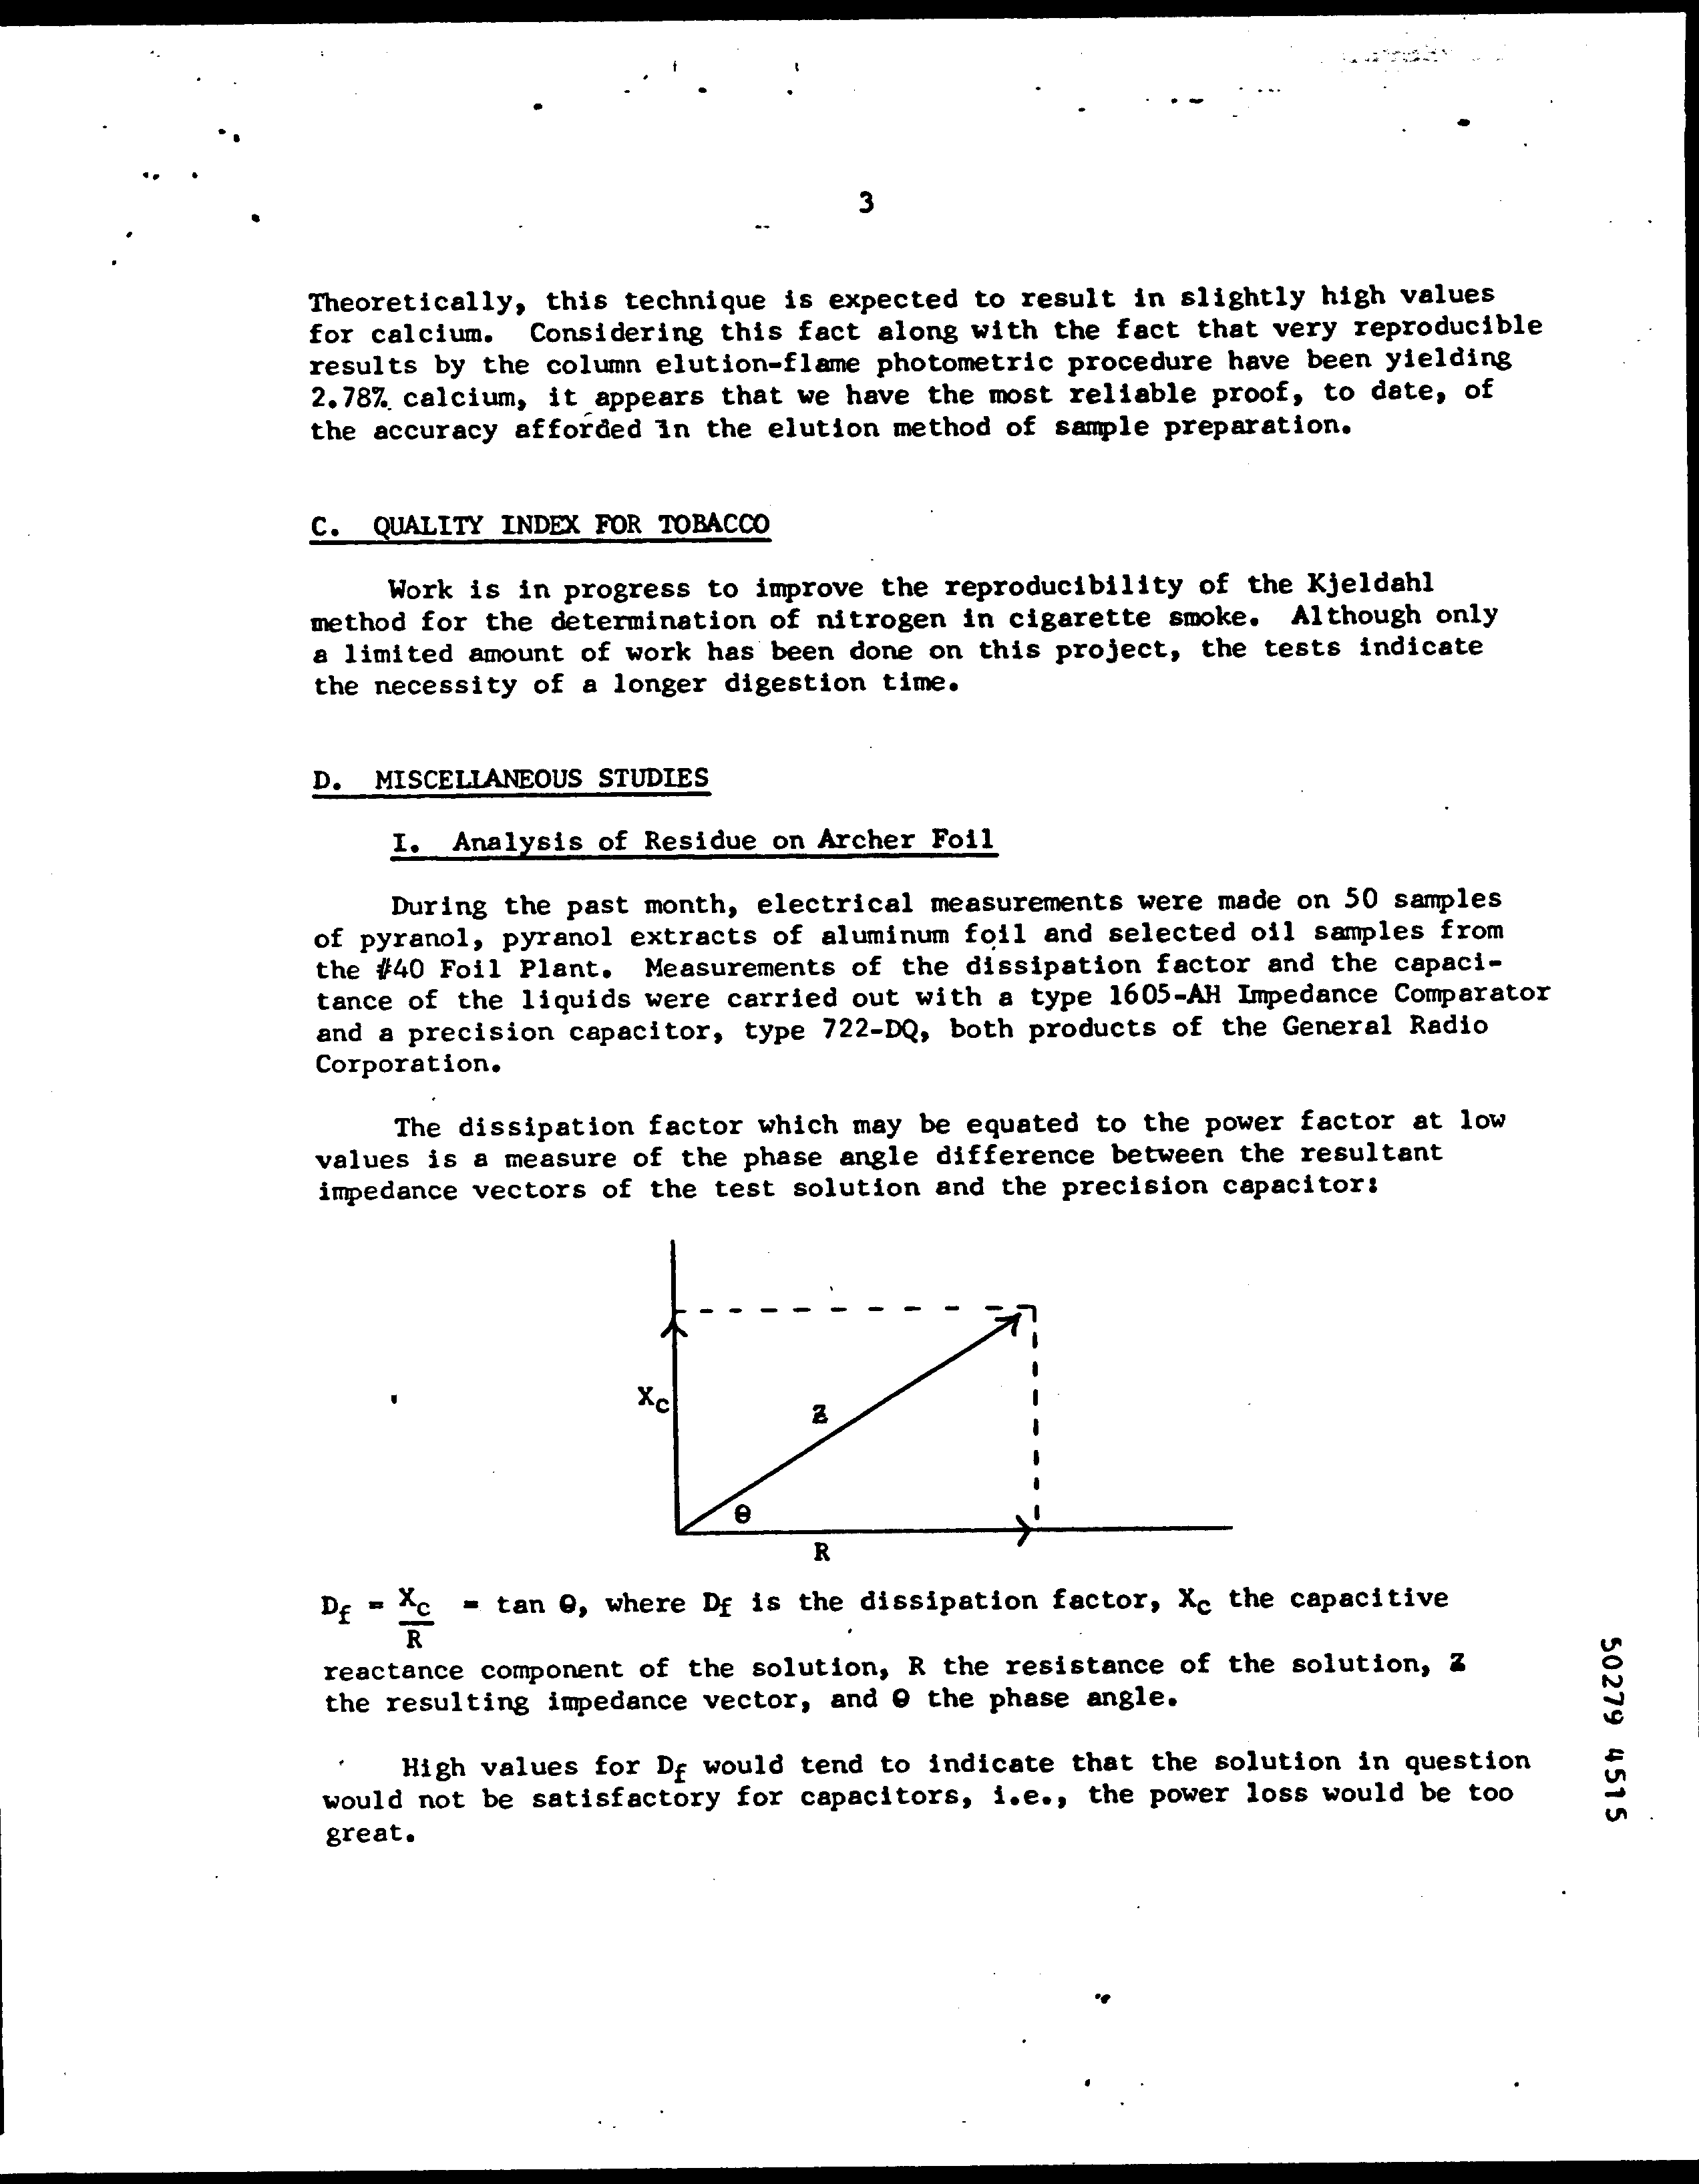 3
Theoretically, this technique is expected to result in slightly high values
for calcium. Considering this fact along with the fact that very reproducible
results by the column elution-flame photometric procedure have been yielding
2.78% calcium, it appears that we have the most reliable proof, to date, of
the accuracy afforded in the elution method of sample preparation.
C. QUALITY INDEX FOR TOBACCO
Work is in progress to improve the reproducibility of the Kjeldahl
method for the determination of nitrogen in cigarette smoke. Although only
a limited amount of work has been done on this project, the tests indicate
the necessity of a longer digestion time.
D. MISCELLANEOUS STUDIES
I. Analysis of Residue on Archer Foil
During the past month, electrical measurements were made on 50 samples
of pyranol, pyranol extracts of aluminum foil and selected oil samples from
the #40 Foil Plant. Measurements of the dissipation factor and the capaci-
tance of the liquids were carried out with a type 1605-AH Impedance Comparator
and a precision capacitor, type 722-DQ, both products of the General Radio
Corporation.
The dissipation factor which may be equated to the power factor at low
values is a measure of the phase angle difference between the resultant
impedance vectors of the test solution and the precision capacitor:
Xc
Z
θ
R
Df = Xc = tan θ, where Df is the dissipation factor, Xc the capacitive
R
reactance component of the solution, R the resistance of the solution, Z
the resulting impedance vector, and θ the phase angle.
High values for Df would tend to indicate that the solution in question
would not be satisfactory for capacitors, i.e., the power loss would be too
great.
50279 4515